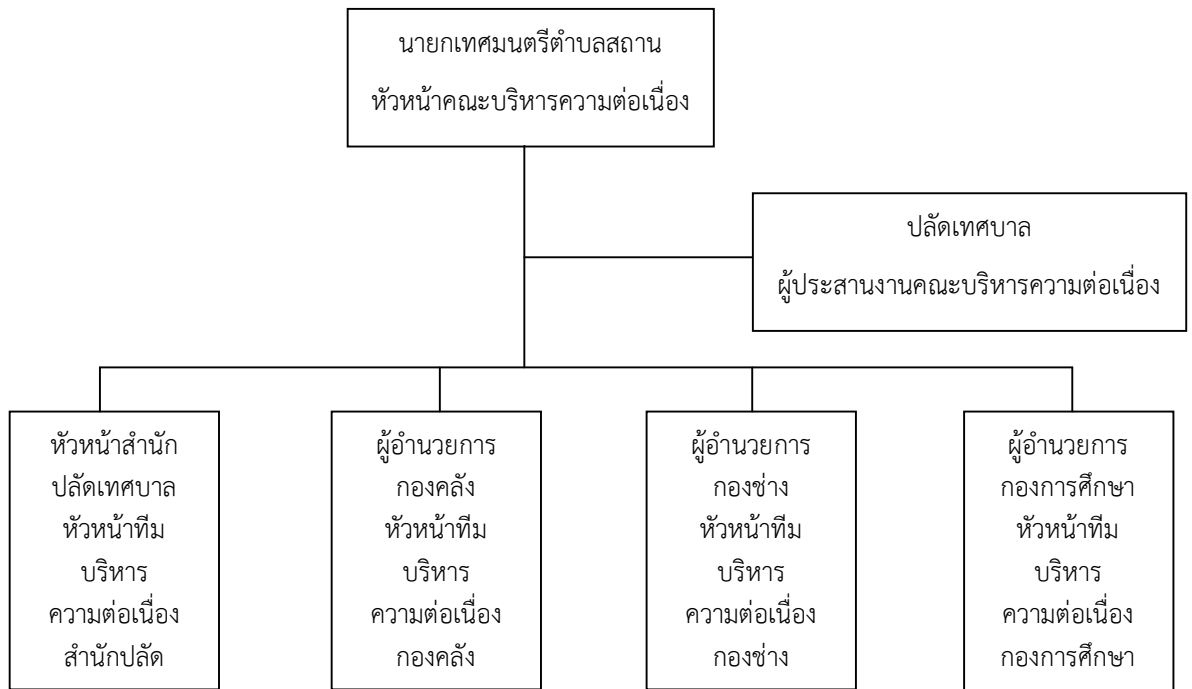 นายกเทศมนตรีตำบลสถาน
หัวหน้าคณะบริหารความต่อเนื่อง
ปลัดเทศบาล
ผู้ประสานงานคณะบริหารความต่อเนื่อง
หัวหน้าสำนัก
ปลัดเทศบาล
หัวหน้าทีม
บริหาร
ความต่อเนื่อง
สำนักปลัด
ผู้อำนวยการ
กองคลัง
หัวหน้าทีม
บริหาร
ความต่อเนื่อง
กองคลัง
ผู้อำนวยการ
กองช่าง
หัวหน้าทีม
บริหาร
ความต่อเนื่อง
กองช่าง
ผู้อำนวยการ
กองการศึกษา
หัวหน้าทีม
บริหาร
ความต่อเนื่อง
กองการศึกษา